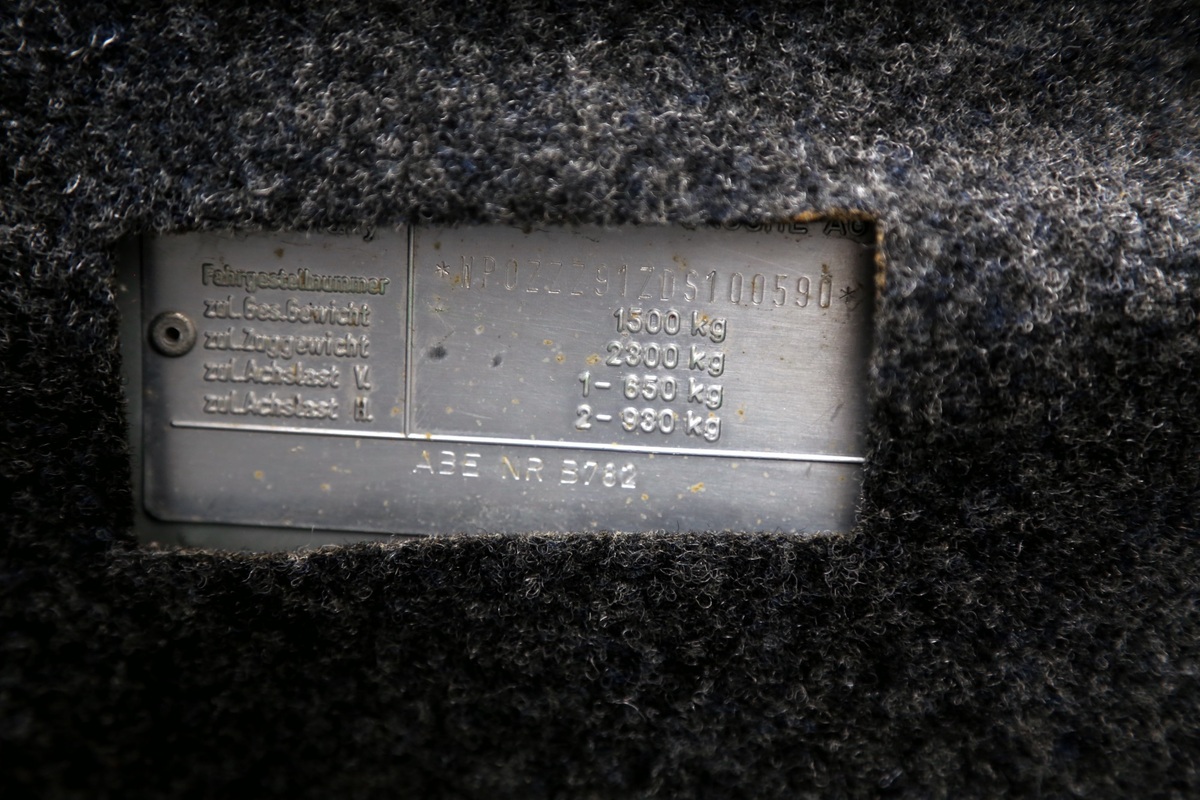 Fahrgestellnummer *WP0ZZZ91ZDS100590*
zul.Ges.Gewicht 1500 kg
zul.Zuggewicht 2300 kg
zul.Achslast V. 1- 650 kg
zul.Achslast H. 2- 930 kg
ABE NR B782